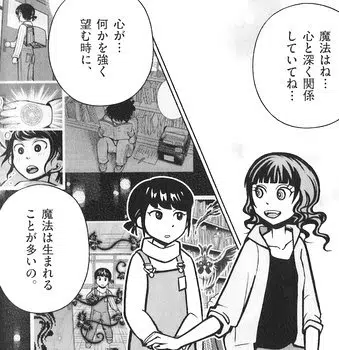 魔法はね…
心と深く関係
していてね…
心が…
何かを強く
望む時に、
魔法は生まれる
ことが多いの。